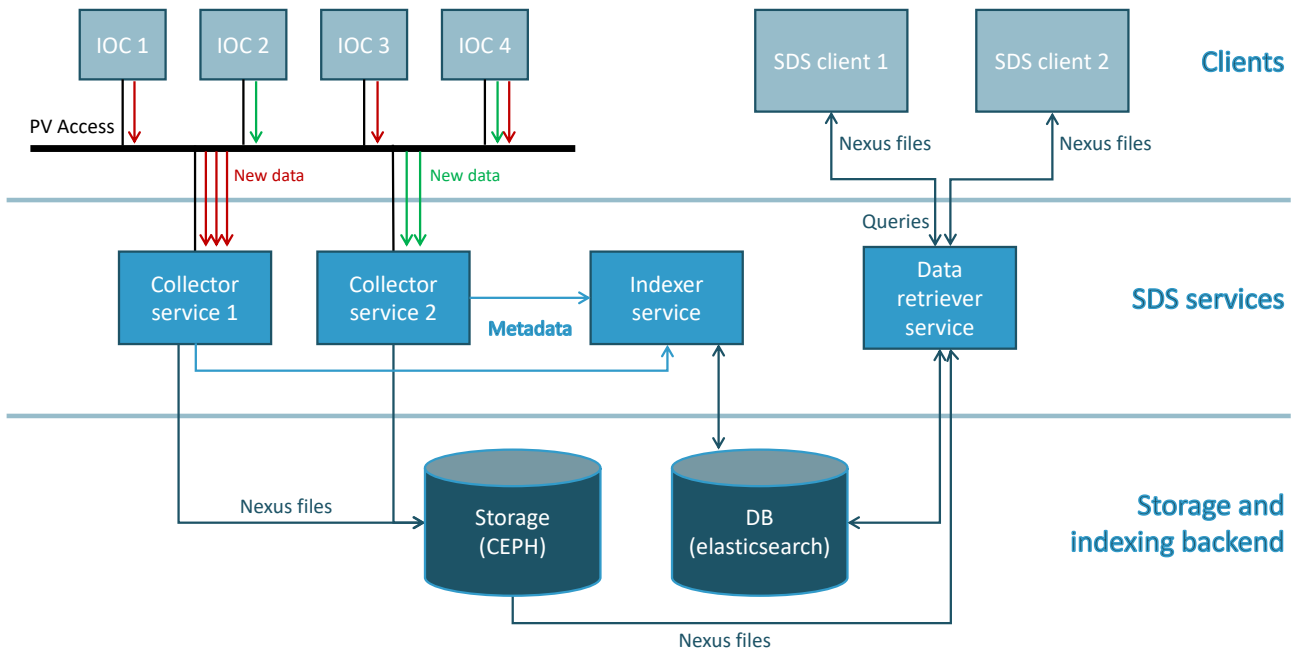 IOC 1
IOC 2
IOC 3
IOC 4
SDS client 1
SDS client 2
Clients
PV Access
Nexus files
Nexus files
New data
New data
Queries
Collector
service 1
Collector
service 2
Indexer
service
Data
retriever
service
SDS services
Metadata
Nexus files
Storage
(CEPH)
DB
(elasticsearch)
Storage and
indexing backend
Nexus files